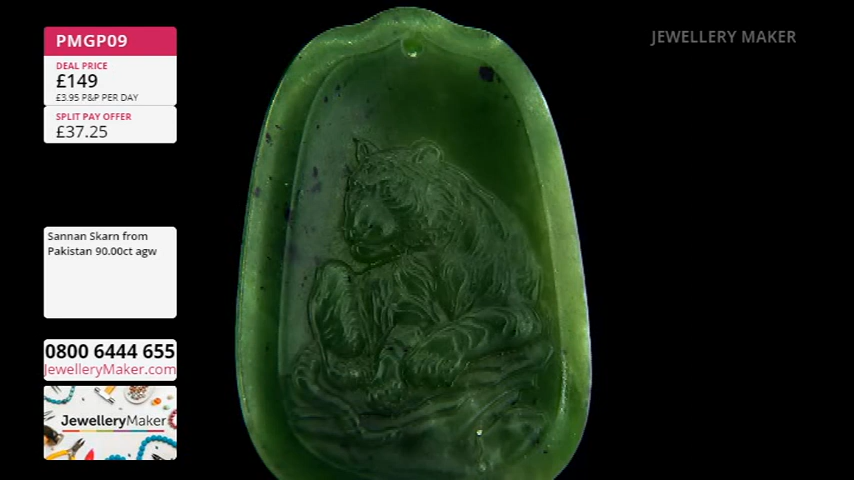 PMGP09
DEAL PRICE
£149
£3.95 P&P PER DAY
SPLIT PAY OFFER
£37.25
Sannan Skarn from
Pakistan 90.00ct agw
0800 6444 655
JewelleryMaker.com
JewelleryMaker
JEWELLERY MAKER